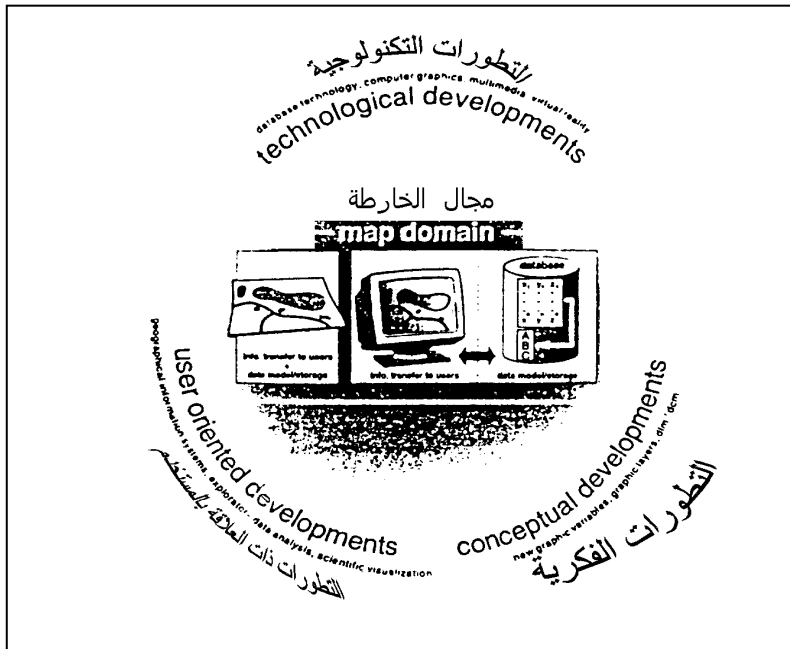 التطورات التكنولوجية
database technology, computer graphics, multimedia, virtual reality
technological developments
مجال الخارطة
map domain
database
x, y, z
A
B
C
info. transfer to users
+
data model/storage
info. transfer to users
data model/storage
user oriented developments
geographical information systems, exploratory data analysis, scientific visualization
التطورات ذات العلاقة بالمستخدم
conceptual developments
new graphic variables, graphic layers, dlm/dcm
التطورات الفكرية